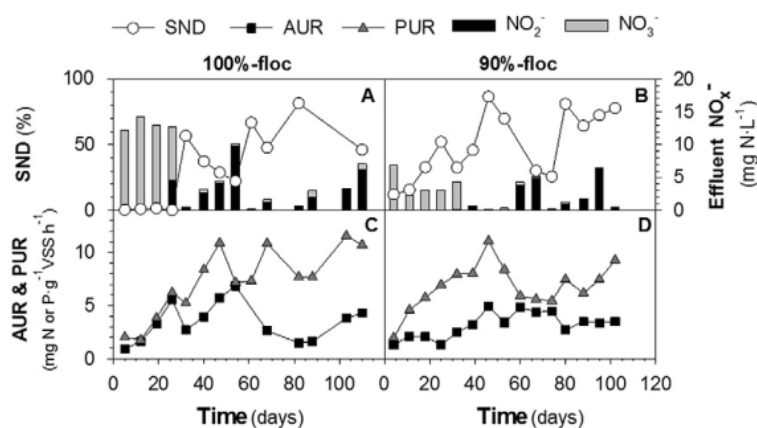 SND AUR PUR NO₂⁻ NO₃⁻
100%-floc 90%-floc
100 A B 20
50 15
10
5
0 0
SND (%)
Effluent NOₓ⁻
(mg N·L⁻¹)
C D
10
5
0
AUR & PUR
(mg N or P·g⁻¹VSS h⁻¹)
0 20 40 60 80 100 0 20 40 60 80 100 120
Time (days) Time (days)